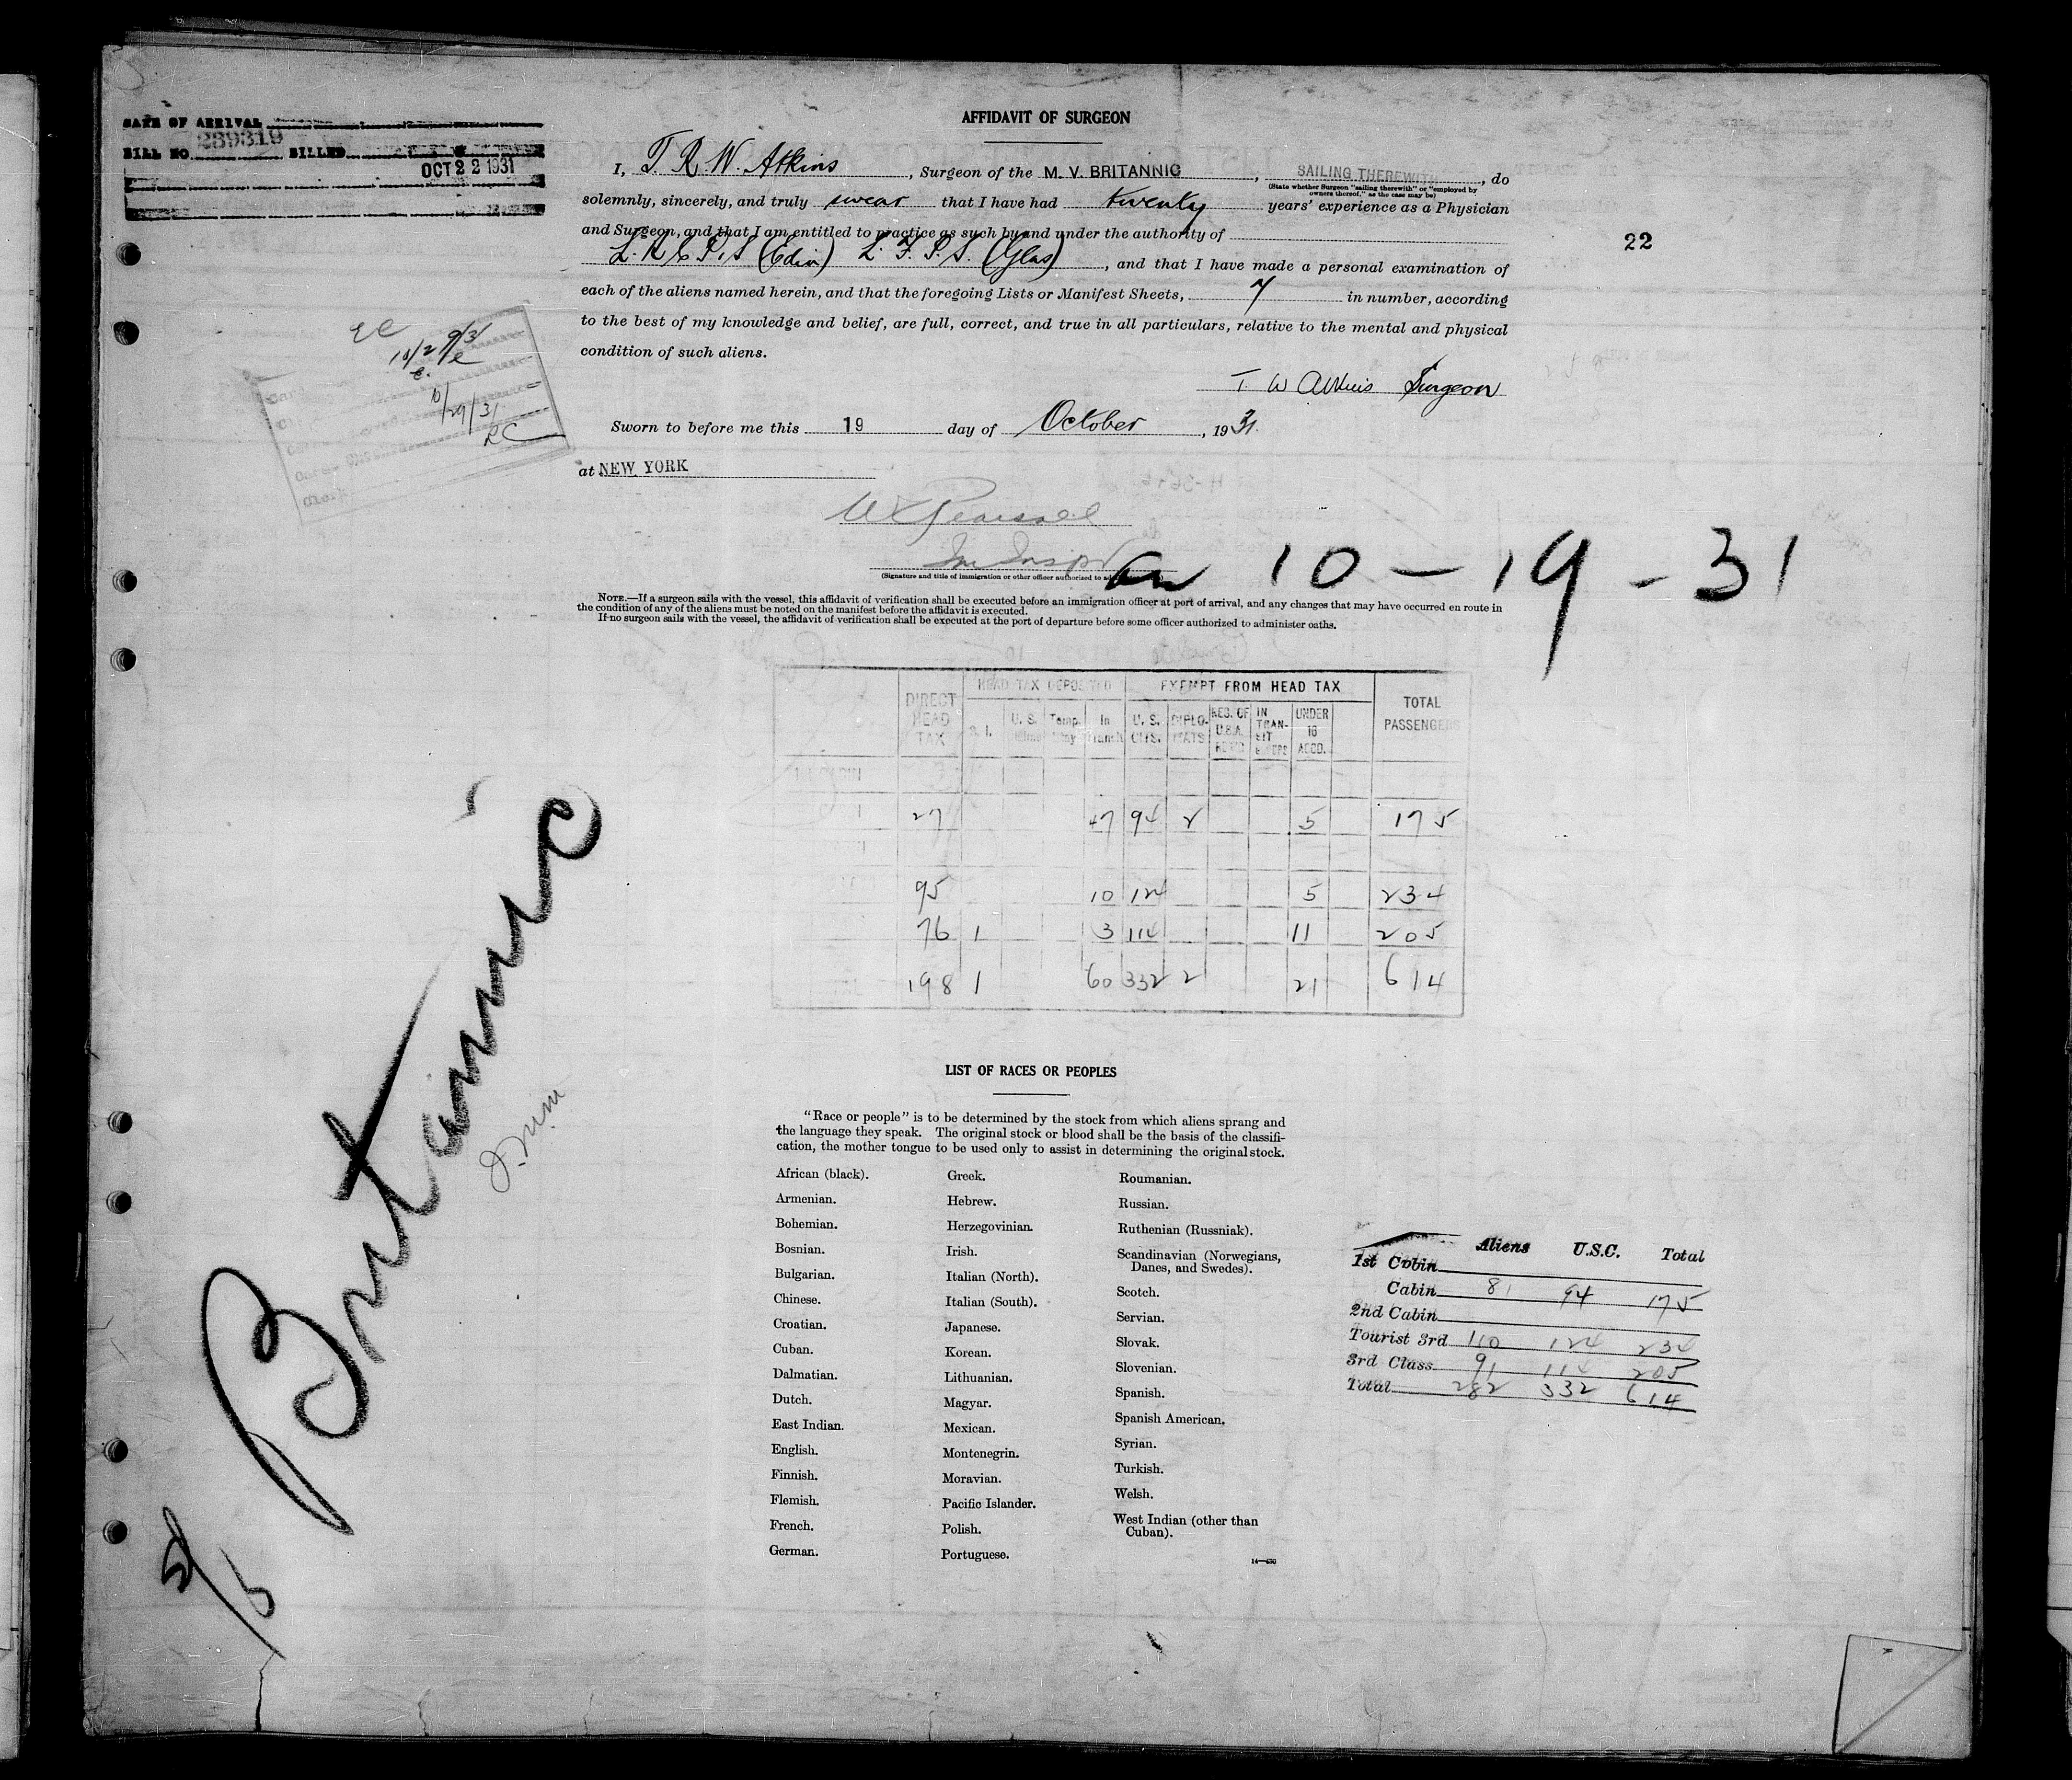 AFFIDAVIT OF SURGEON
DATE OF ARRIVAL
BILL NO. 289319 BILLED
OCT 22 1931
I, T. R. W. Atkins, Surgeon of the M. V. BRITANNIC, SAILING THEREWITH, do
(State whether Surgeon "sailing therewith" or "employed by owners thereof," as the case may be)
solemnly, sincerely, and truly swear that I have had twenty years' experience as a Physician
and Surgeon, and that I am entitled to practice as such by and under the authority of
L.R.C.P.S (Edin) L.F.P.S. (Glas), and that I have made a personal examination of
22
each of the aliens named herein, and that the foregoing Lists or Manifest Sheets, 7 in number, according
to the best of my knowledge and belief, are full, correct, and true in all particulars, relative to the mental and physical
condition of such aliens.
10/29/31
RC
T W Atkins Surgeon
Sworn to before me this 19 day of October, 1931.
at NEW YORK
(Signature and title of immigration or other officer authorized to
10-19-31
NOTE.—If a surgeon sails with the vessel, this affidavit of verification shall be executed before an immigration officer at port of arrival, and any changes that may have occurred en route in
the condition of any of the aliens must be noted on the manifest before the affidavit is executed.
If no surgeon sails with the vessel, the affidavit of verification shall be executed at the port of departure before some officer authorized to administer oaths.
DIRECT HEAD TAX HEAD TAX DEPOSITED EXEMPT FROM HEAD TAX TOTAL PASSENGERS
S. I. U. S. Temp. In Transit U. S. CITS. DIPLOMATS RES. OF U.S.A. IN TRANSIT UNDER 16 ACCD.
27 47 94 2 5 175
95 10 124 5 234
76 1 3 114 11 205
198 1 60 332 2 21 614
Britannic
LIST OF RACES OR PEOPLES
"Race or people" is to be determined by the stock from which aliens sprang and
the language they speak. The original stock or blood shall be the basis of the classifi-
cation, the mother tongue to be used only to assist in determining the original stock.
African (black).
Armenian.
Bohemian.
Bosnian.
Bulgarian.
Chinese.
Croatian.
Cuban.
Dalmatian.
Dutch.
East Indian.
English.
Finnish.
Flemish.
French.
German.
Greek.
Hebrew.
Herzegovinian.
Irish.
Italian (North).
Italian (South).
Japanese.
Korean.
Lithuanian.
Magyar.
Mexican.
Montenegrin.
Moravian.
Pacific Islander.
Polish.
Portuguese.
Roumanian.
Russian.
Ruthenian (Russniak).
Scandinavian (Norwegians,
Danes, and Swedes).
Scotch.
Servian.
Slovak.
Slovenian.
Spanish.
Spanish American.
Syrian.
Turkish.
Welsh.
West Indian (other than
Cuban).
Aliens U.S.C. Total
1st Cabin
Cabin 81 94 175
2nd Cabin
Tourist 3rd 110 124 234
3rd Class 91 114 205
Total 282 332 614